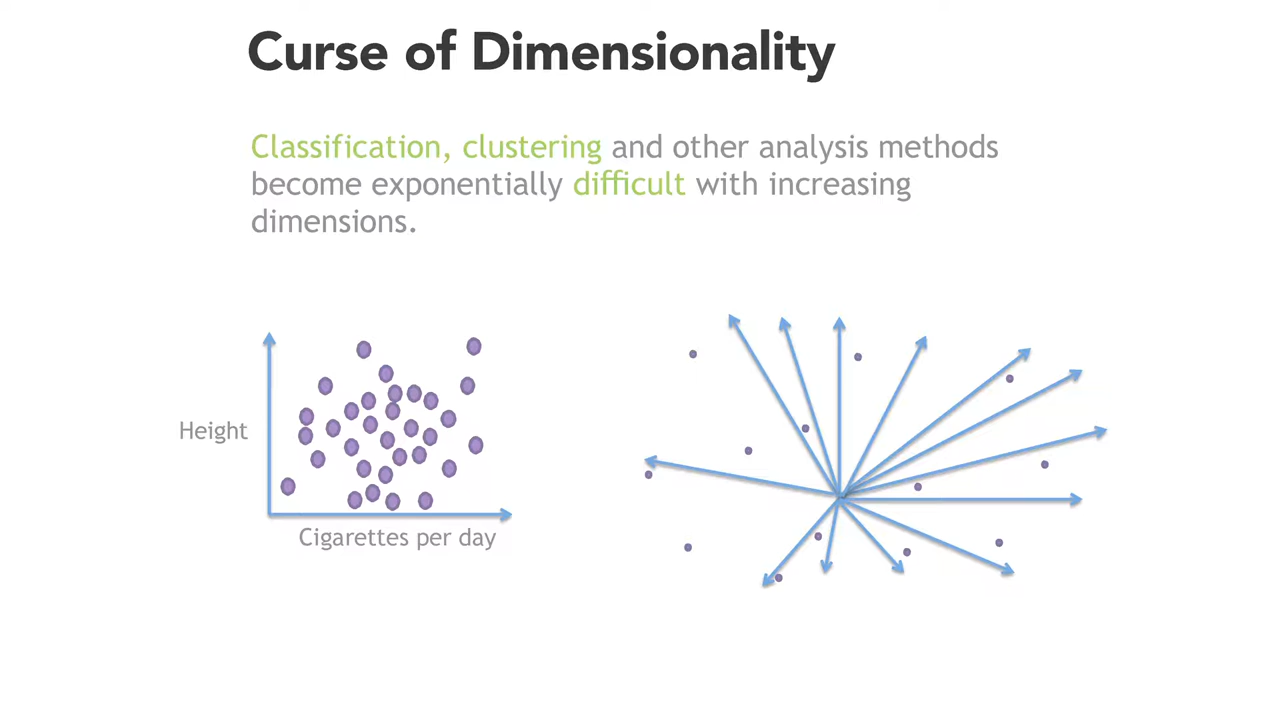 Curse of Dimensionality
Classification, clustering and other analysis methods
become exponentially difficult with increasing
dimensions.
Height
Cigarettes per day